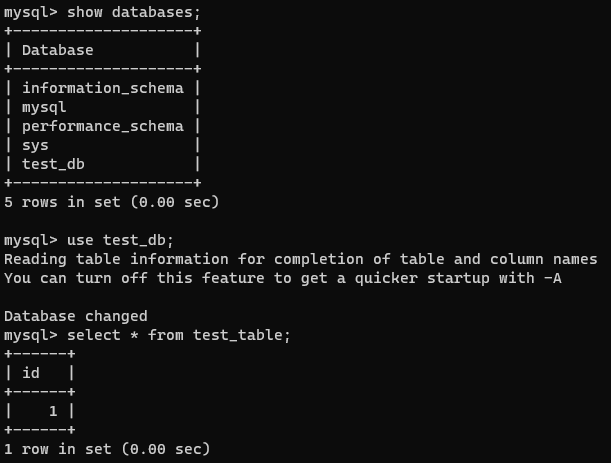 mysql> show databases;
+--------------------+
| Database           |
+--------------------+
| information_schema |
| mysql              |
| performance_schema |
| sys                |
| test_db            |
+--------------------+
5 rows in set (0.00 sec)

mysql> use test_db;
Reading table information for completion of table and column names
You can turn off this feature to get a quicker startup with -A

Database changed
mysql> select * from test_table;
+------+
| id   |
+------+
|    1 |
+------+
1 row in set (0.00 sec)